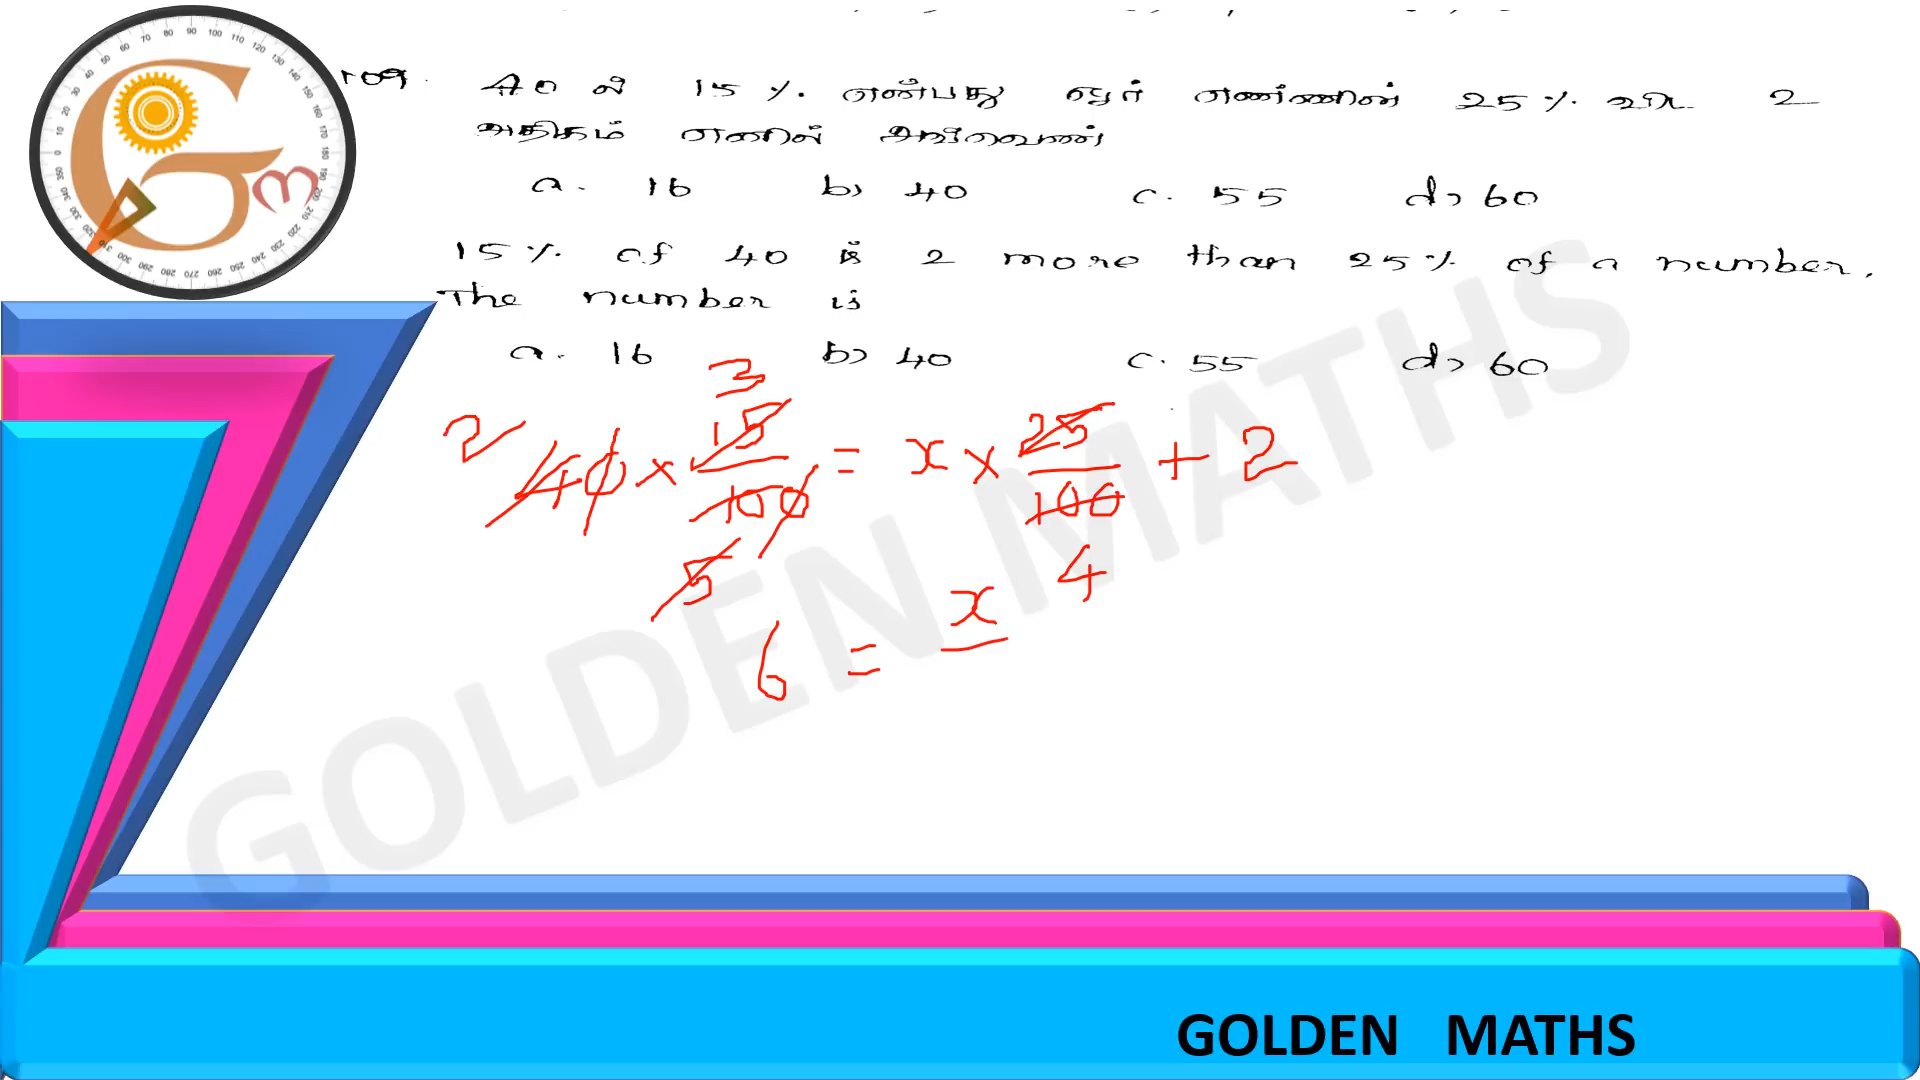 109. 40 ல் 15 %. என்பது ஓர் எண்ணின் 25 %. விட 2
அதிகம் எனில் அவ்வெண்
a. 16 b) 40 c. 55 d) 60
15 %. of 40 is 2 more than 25 %. of a number.
The number is
a. 16 b) 40 c. 55 d) 60
2 40 × 15/100 = x × 25/100 + 2
3
5
4
6 = x
Gm
GOLDEN MATHS
GOLDEN MATHS